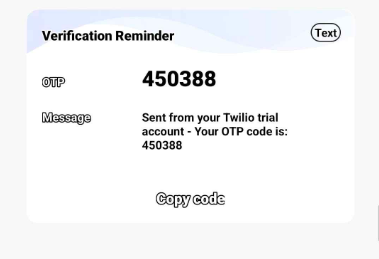 Verification Reminder
Text
OTP
450388
Message
Sent from your Twilio trial
account - Your OTP code is:
450388
Copy code